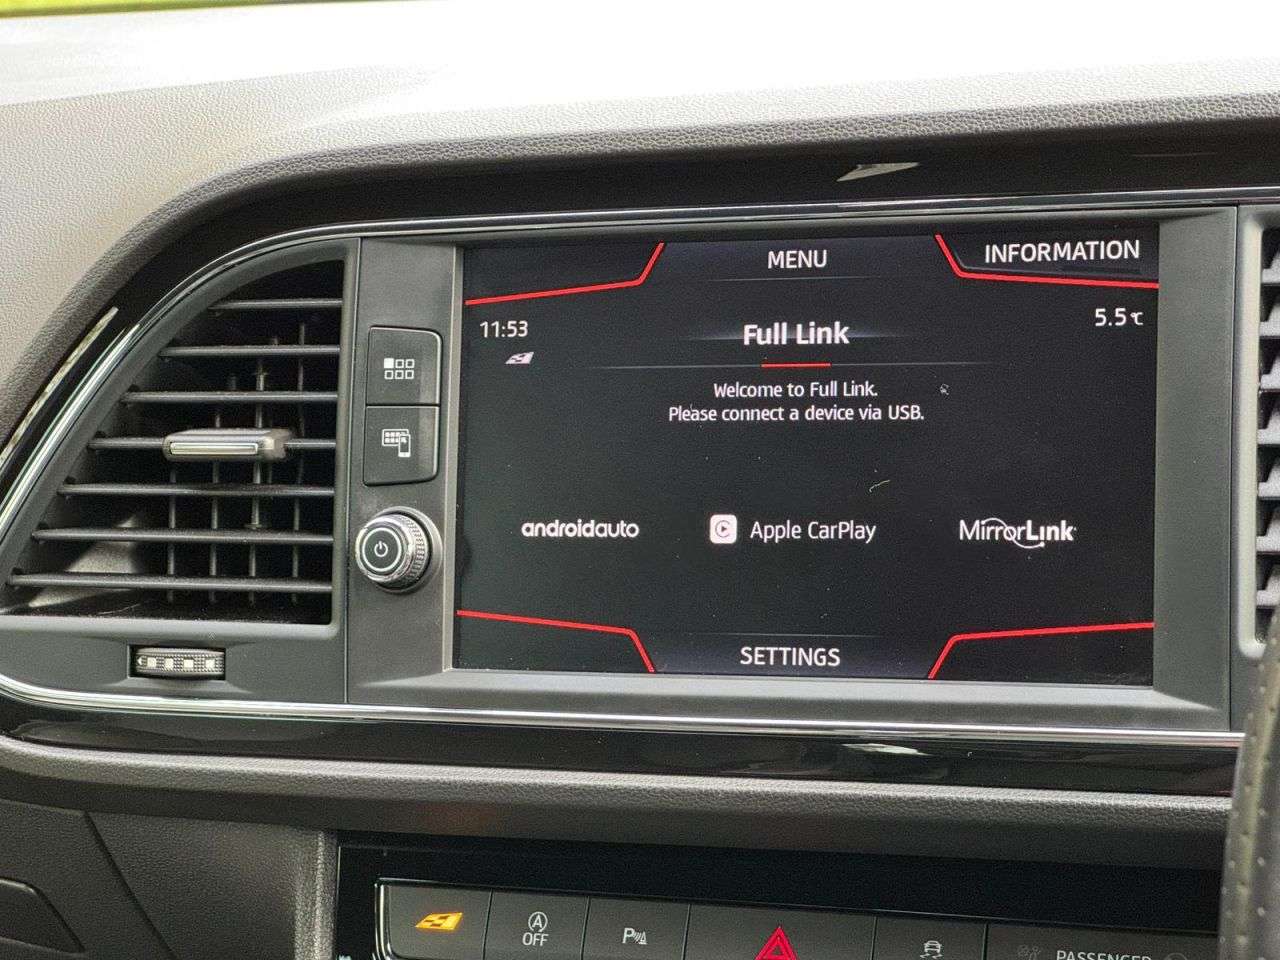 MENU
INFORMATION
11:53
Full Link
5.5°C
Welcome to Full Link.
Please connect a device via USB.
androidauto
Apple CarPlay
MirrorLink
SETTINGS
A
OFF
P
PASSENGER